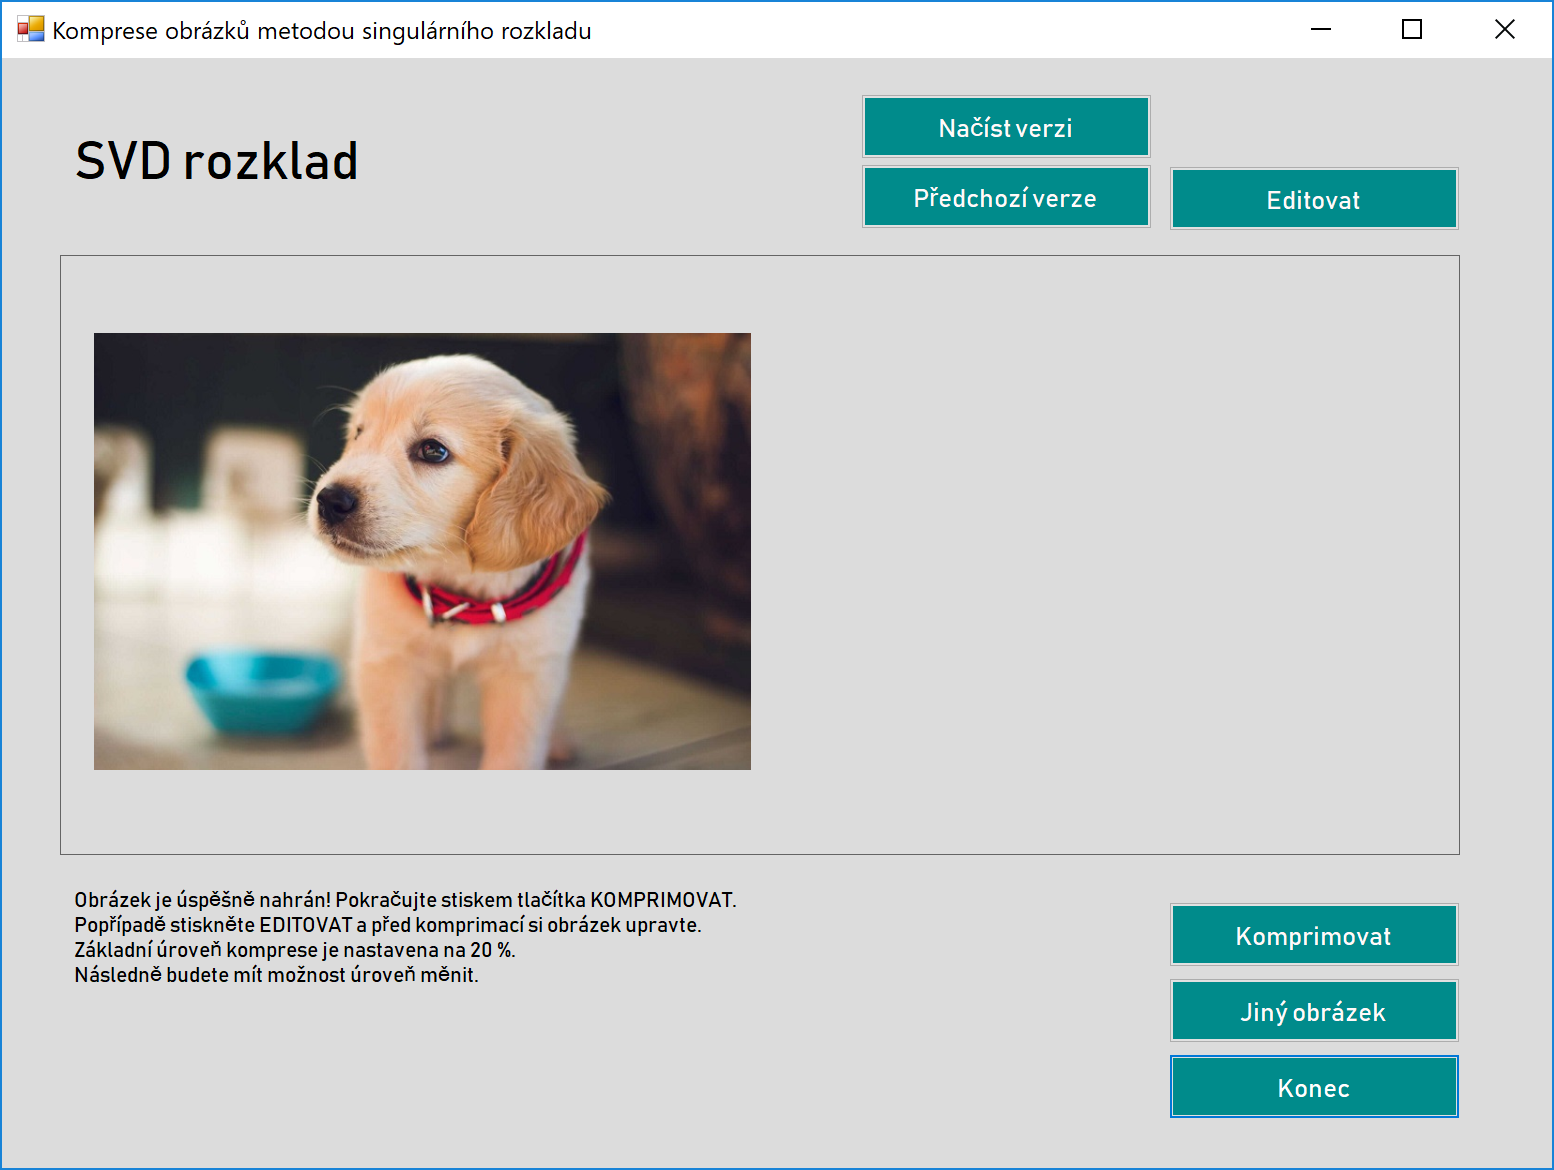 Komprese obrázků metodou singulárního rozkladu
SVD rozklad
Načíst verzi
Předchozí verze
Editovat
Obrázek je úspěšně nahrán! Pokračujte stiskem tlačítka KOMPRIMOVAT.
Popřípadě stiskněte EDITOVAT a před komprimací si obrázek upravte.
Základní úroveň komprese je nastavena na 20 %.
Následně budete mít možnost úroveň měnit.
Komprimovat
Jiný obrázek
Konec